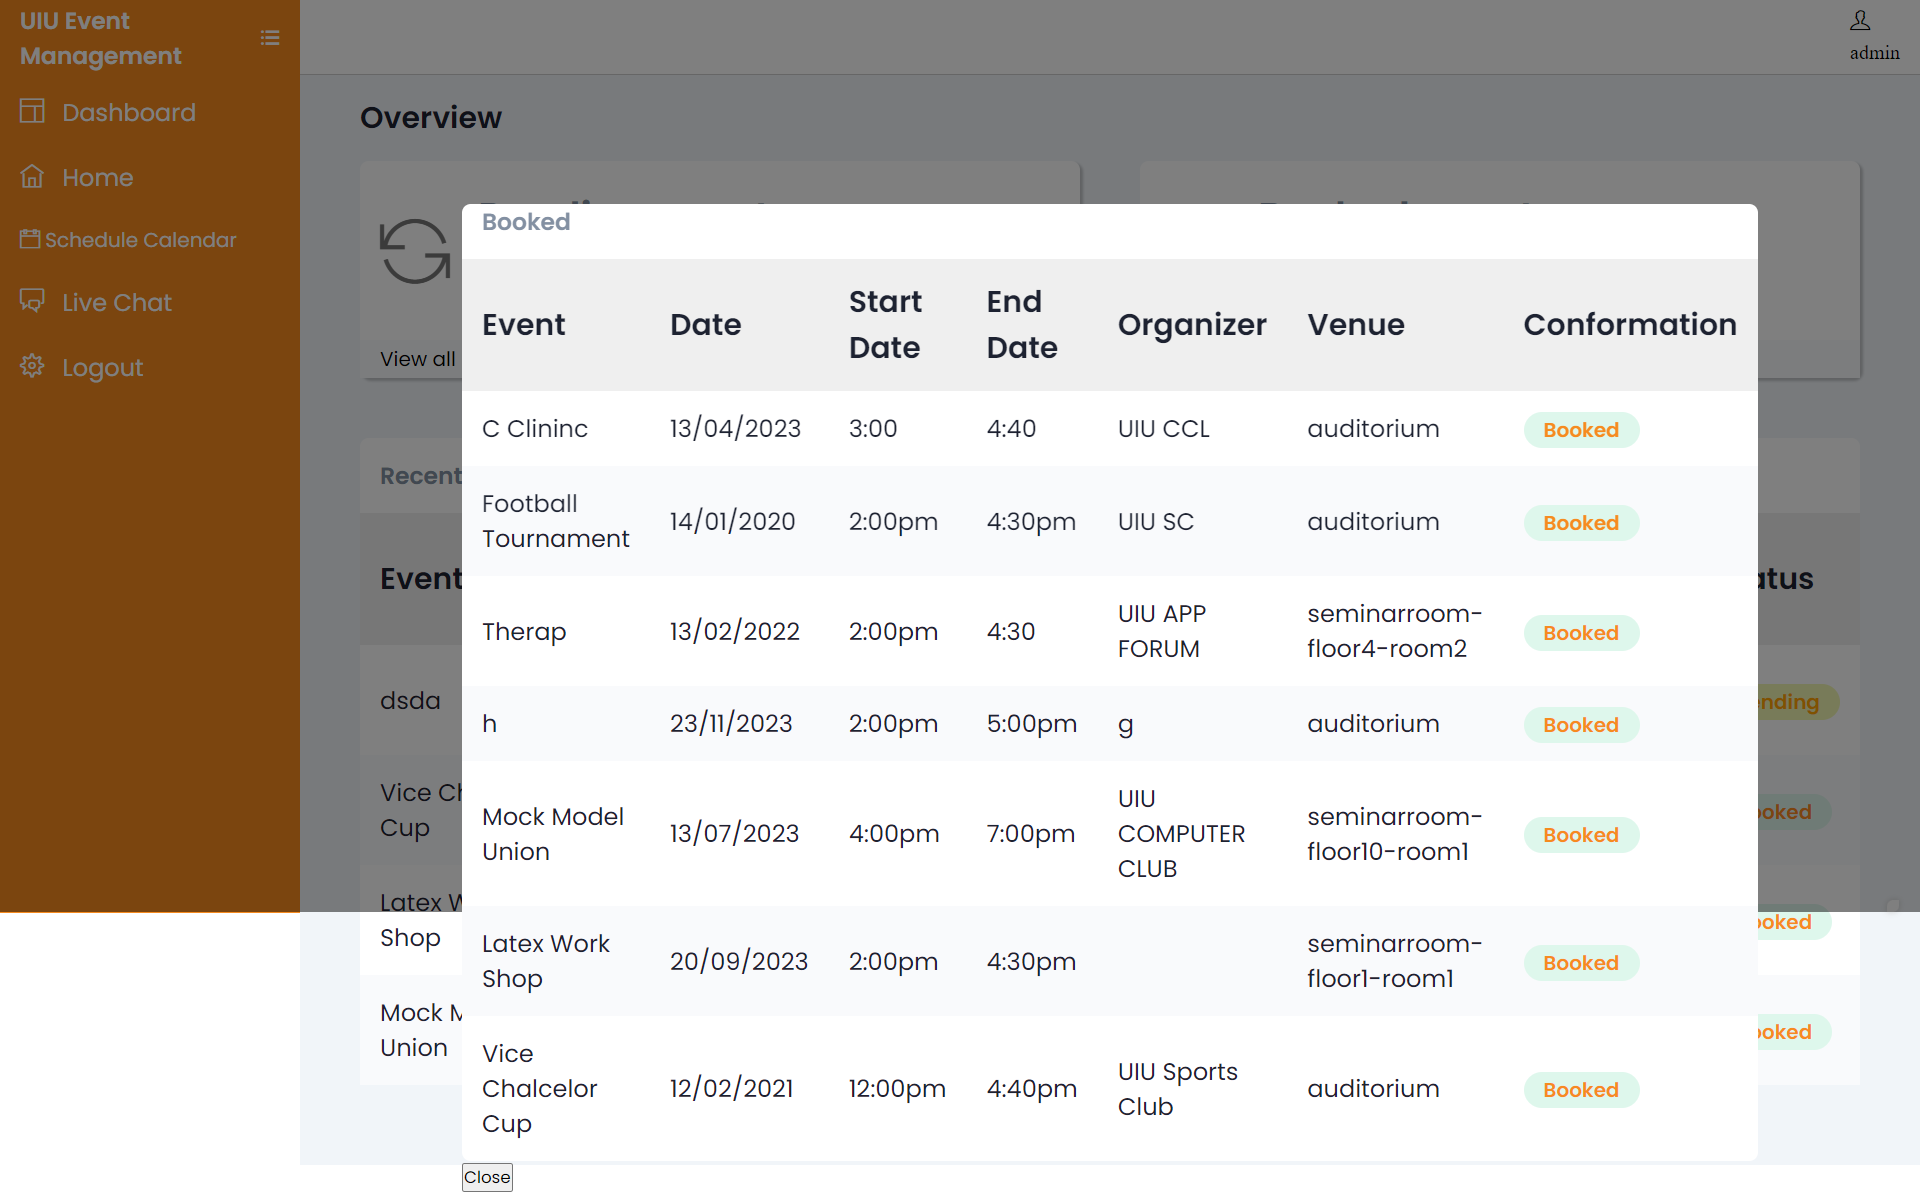 UIU Event
Management
admin
Dashboard
Home
Schedule Calendar
Live Chat
Logout
Overview
View all
Recent
Event
dsda
Vice
Cup
Latex
Shop
Mock
Union
Booked
Event Date Start Date End Date Organizer Venue Conformation
C Clininc 13/04/2023 3:00 4:40 UIU CCL auditorium Booked
Football Tournament 14/01/2020 2:00pm 4:30pm UIU SC auditorium Booked
Therap 13/02/2022 2:00pm 4:30 UIU APP FORUM seminarroom-floor4-room2 Booked
h 23/11/2023 2:00pm 5:00pm g auditorium Booked
Mock Model Union 13/07/2023 4:00pm 7:00pm UIU COMPUTER CLUB seminarroom-floor10-room1 Booked
Latex Work Shop 20/09/2023 2:00pm 4:30pm seminarroom-floor1-room1 Booked
Vice Chalcelor Cup 12/02/2021 12:00pm 4:40pm UIU Sports Club auditorium Booked
Close